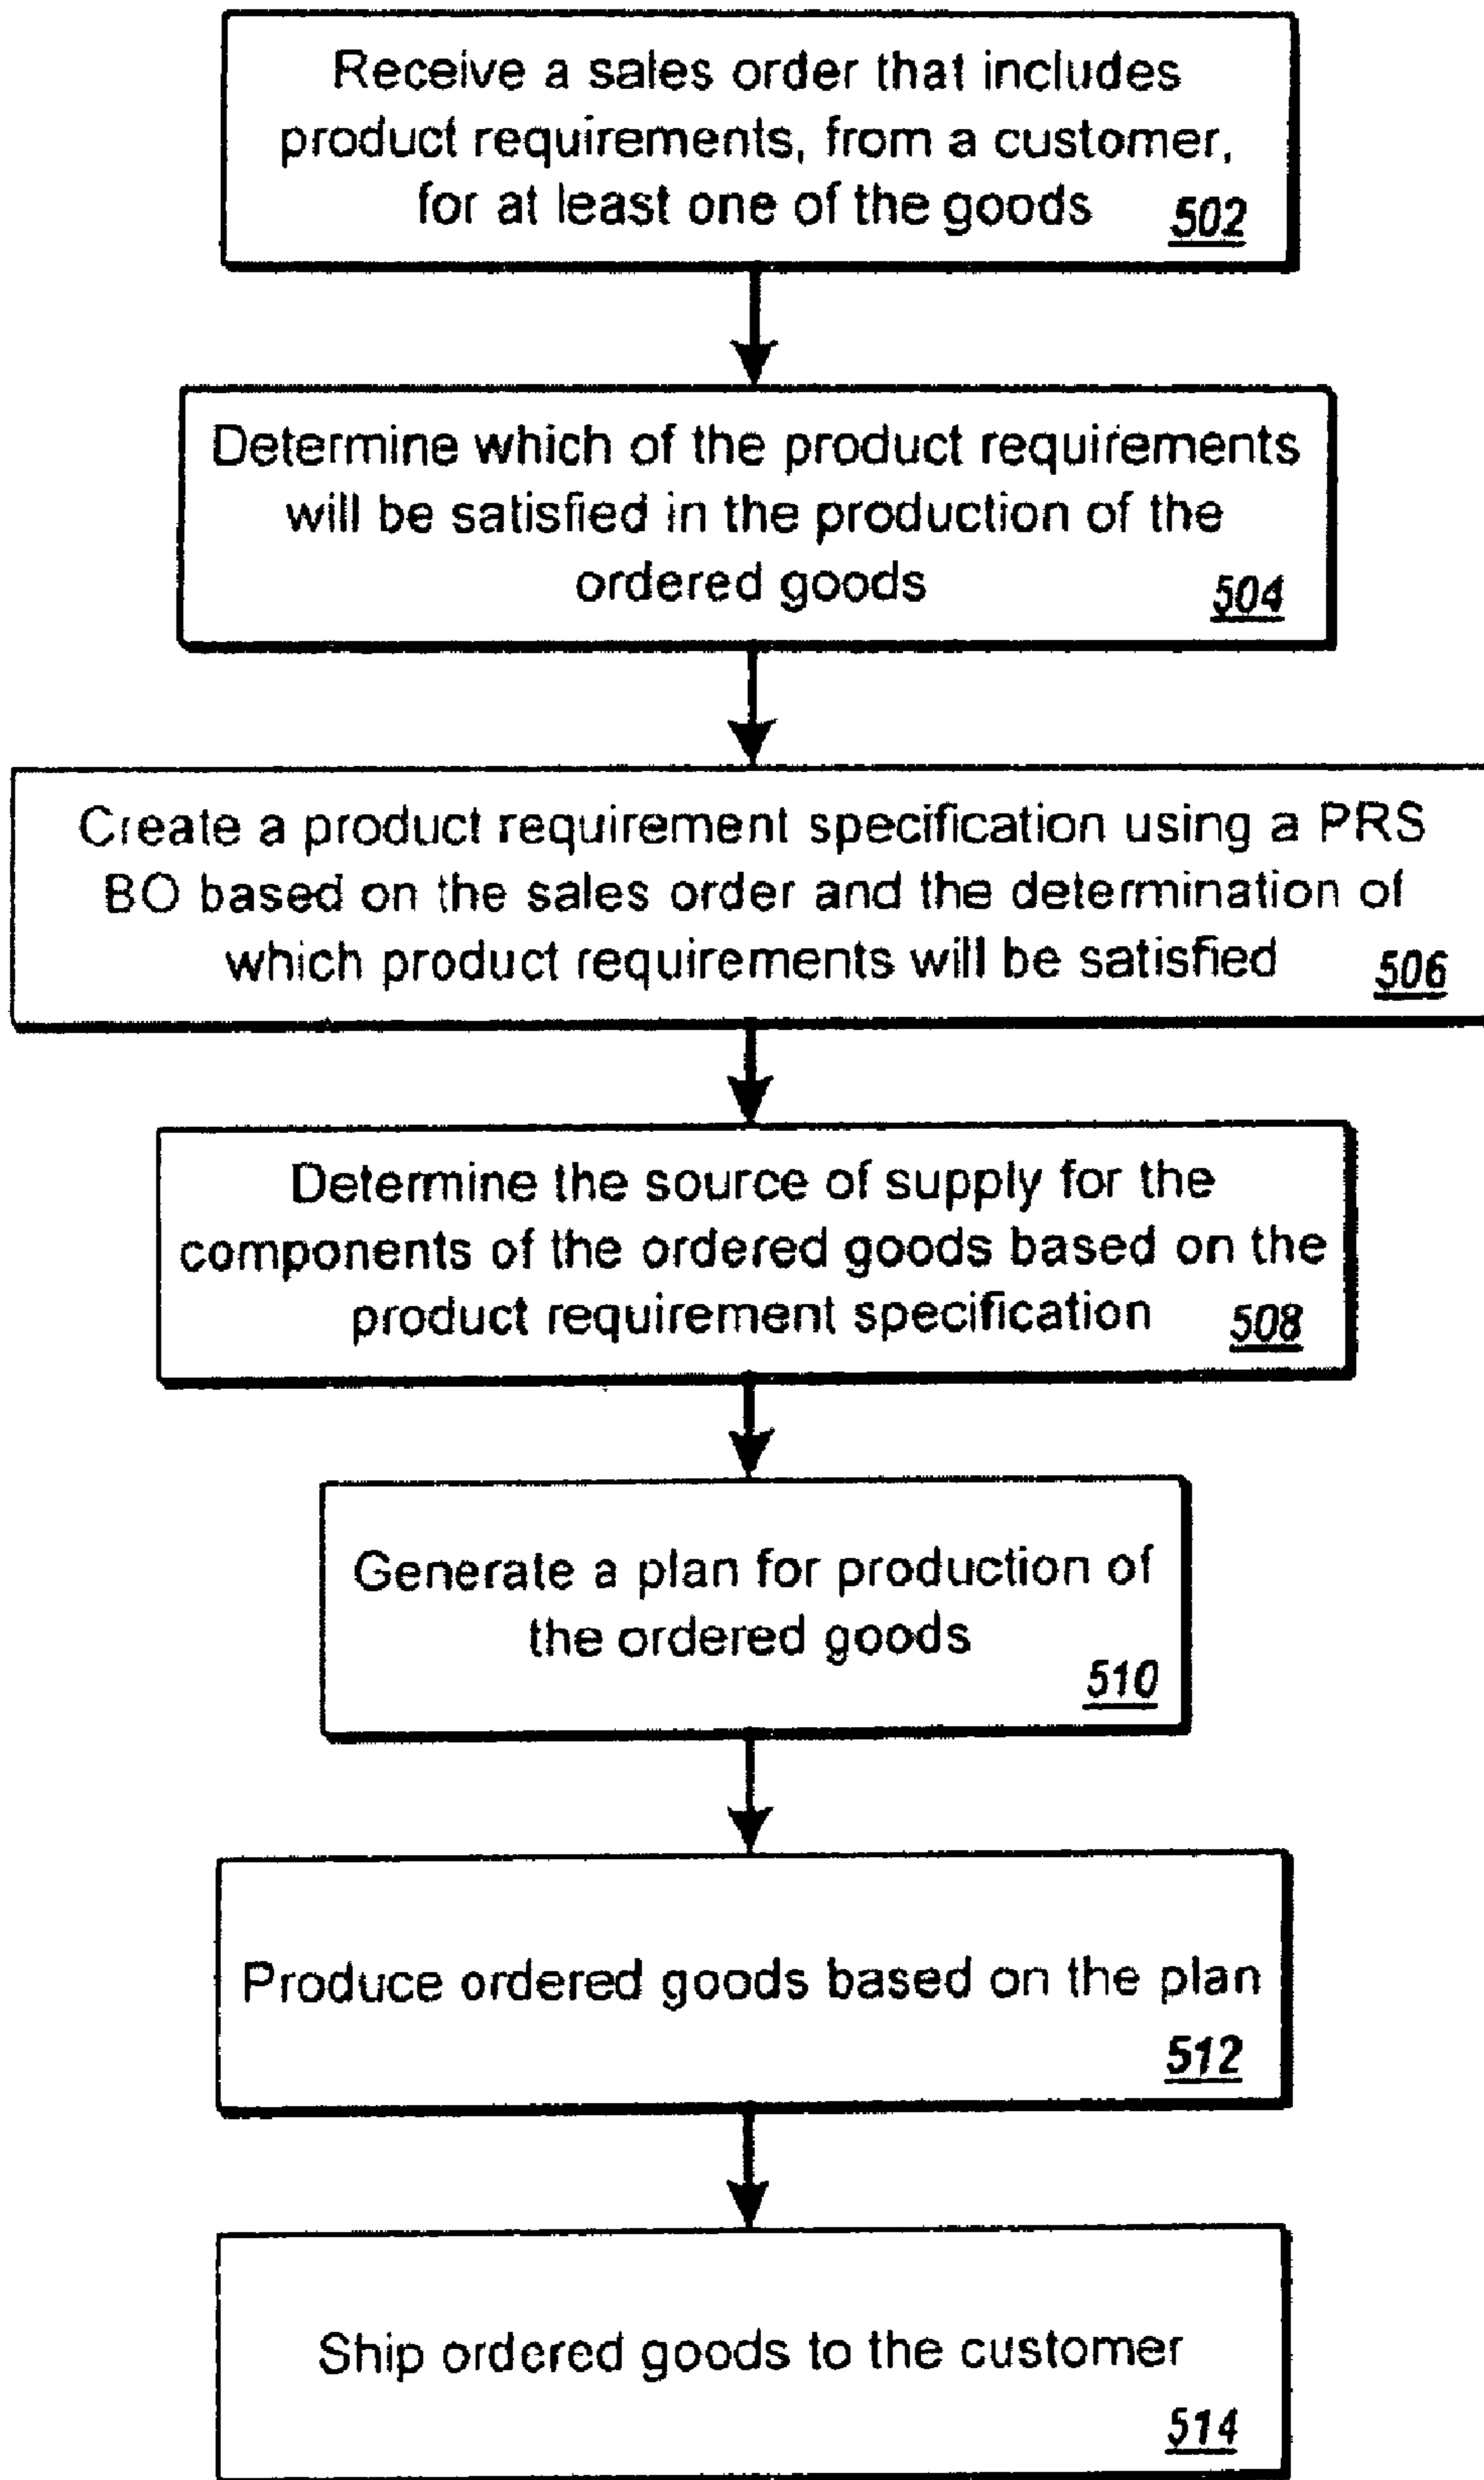 Receive a sales order that includes
product requirements, from a customer,
for at least one of the goods 502
Determine which of the product requirements
will be satisfied in the production of the
ordered goods 504
Create a product requirement specification using a PRS
BO based on the sales order and the determination of
which product requirements will be satisfied 506
Determine the source of supply for the
components of the ordered goods based on the
product requirement specification 508
Generate a plan for production of
the ordered goods
510
Produce ordered goods based on the plan
512
Ship ordered goods to the customer
514